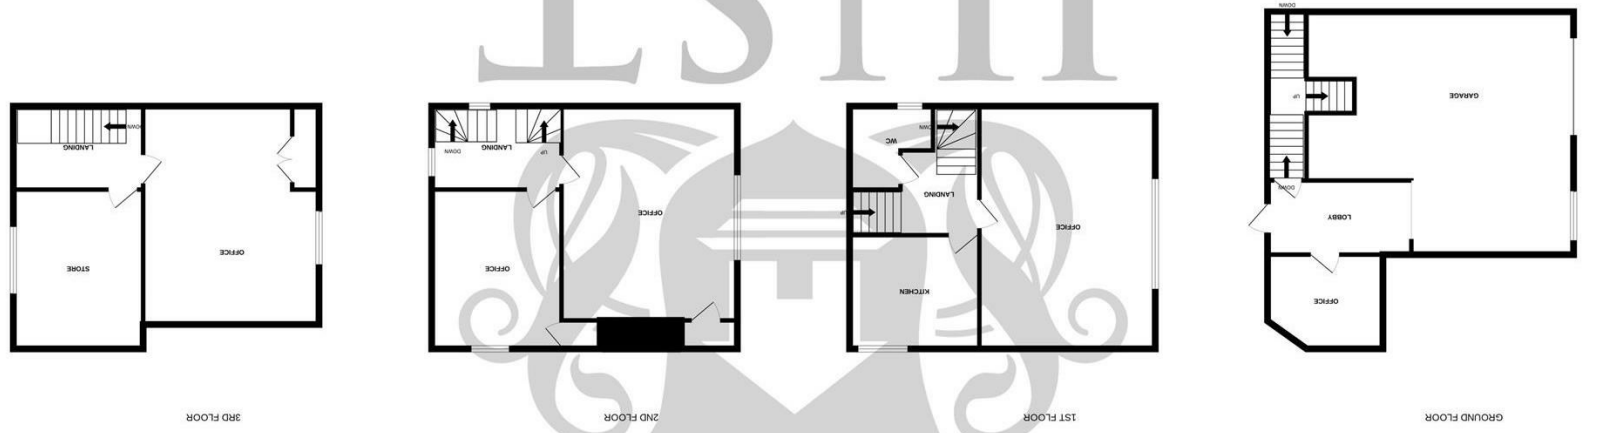 GROUND FLOOR
1ST FLOOR
2ND FLOOR
3RD FLOOR
OFFICE
LOBBY
DOWN
GARAGE
UP
DOWN
KITCHEN
OFFICE
UP
LANDING
WC
DOWN
OFFICE
OFFICE
UP
DOWN
LANDING
STORE
OFFICE
LANDING
DOWN